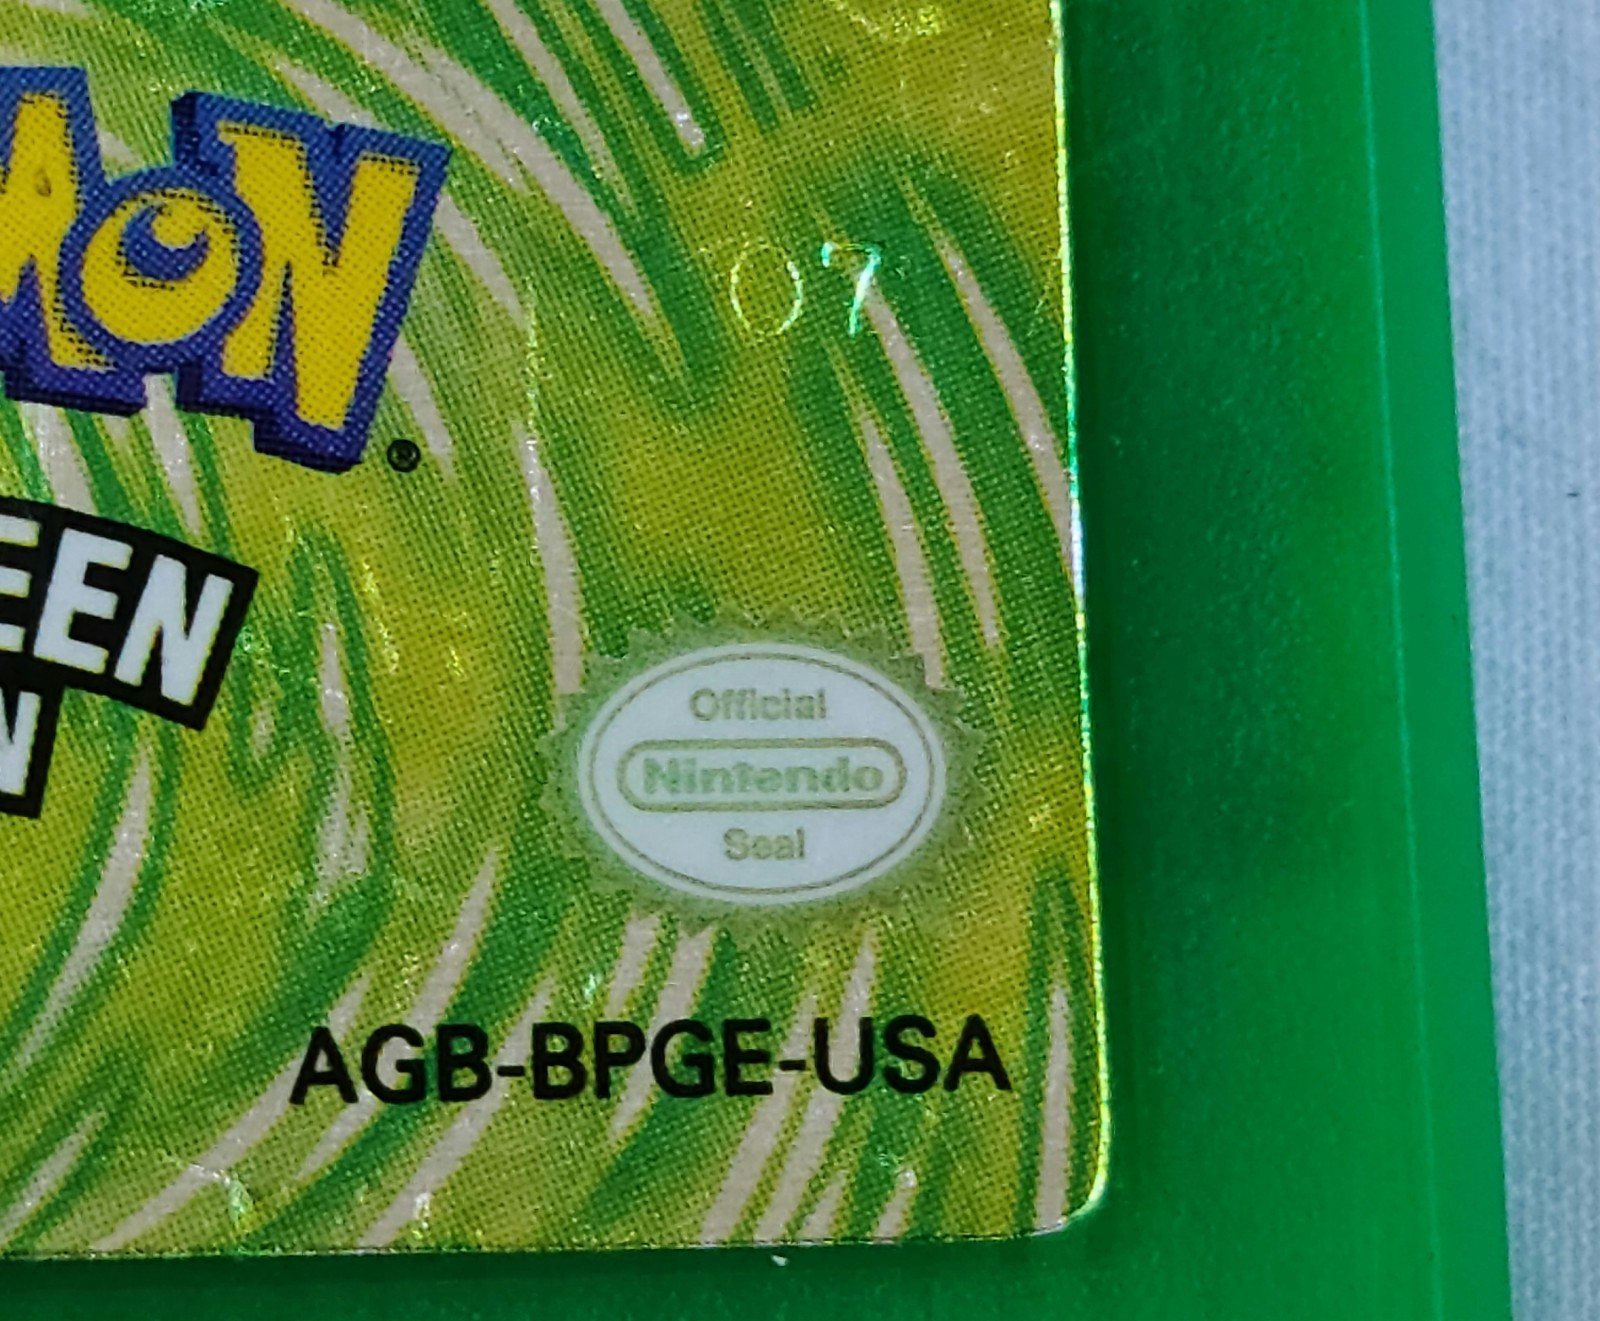 MON®
07
EEN
N
Official
Nintendo
Seal
AGB-BPGE-USA